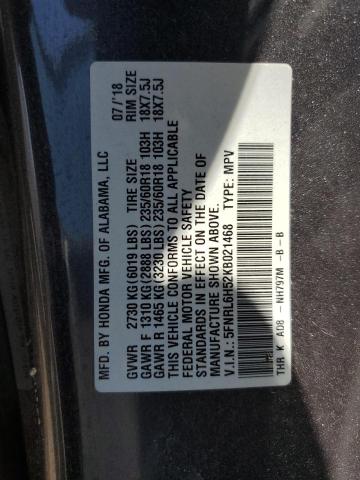 MFD. BY HONDA MFG. OF ALABAMA, LLC 07/'18
GVWR 2730 KG(6019 LBS) TIRE SIZE RIM SIZE
GAWR F 1310 KG(2888 LBS)235/60R18 103H 18X7.5J
GAWR R 1465 KG(3230 LBS)235/60R18 103H 18X7.5J
THIS VEHICLE CONFORMS TO ALL APPLICABLE
FEDERAL MOTOR VEHICLE SAFETY
STANDARDS IN EFFECT ON THE DATE OF
MANUFACTURE SHOWN ABOVE.
V.I.N.: 5FNRL6H52KB021468 TYPE: MPV
THR K A08 - NH797M -B -B